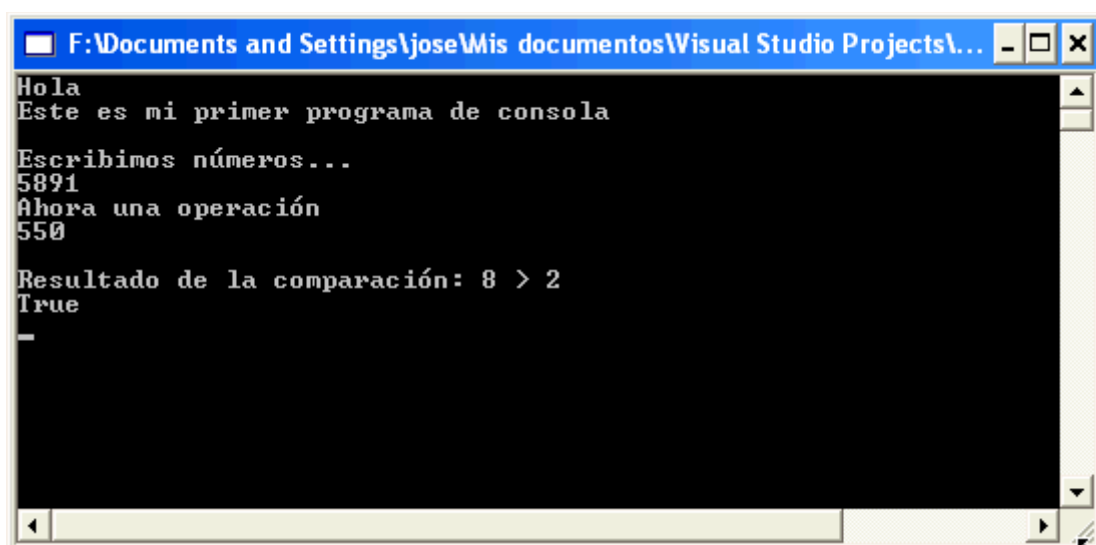 F:\Documents and Settings\jose\Mis documentos\Visual Studio Projects\...
Hola
Este es mi primer programa de consola
Escribimos números...
5891
Ahora una operación
550
Resultado de la comparación: 8 > 2
True